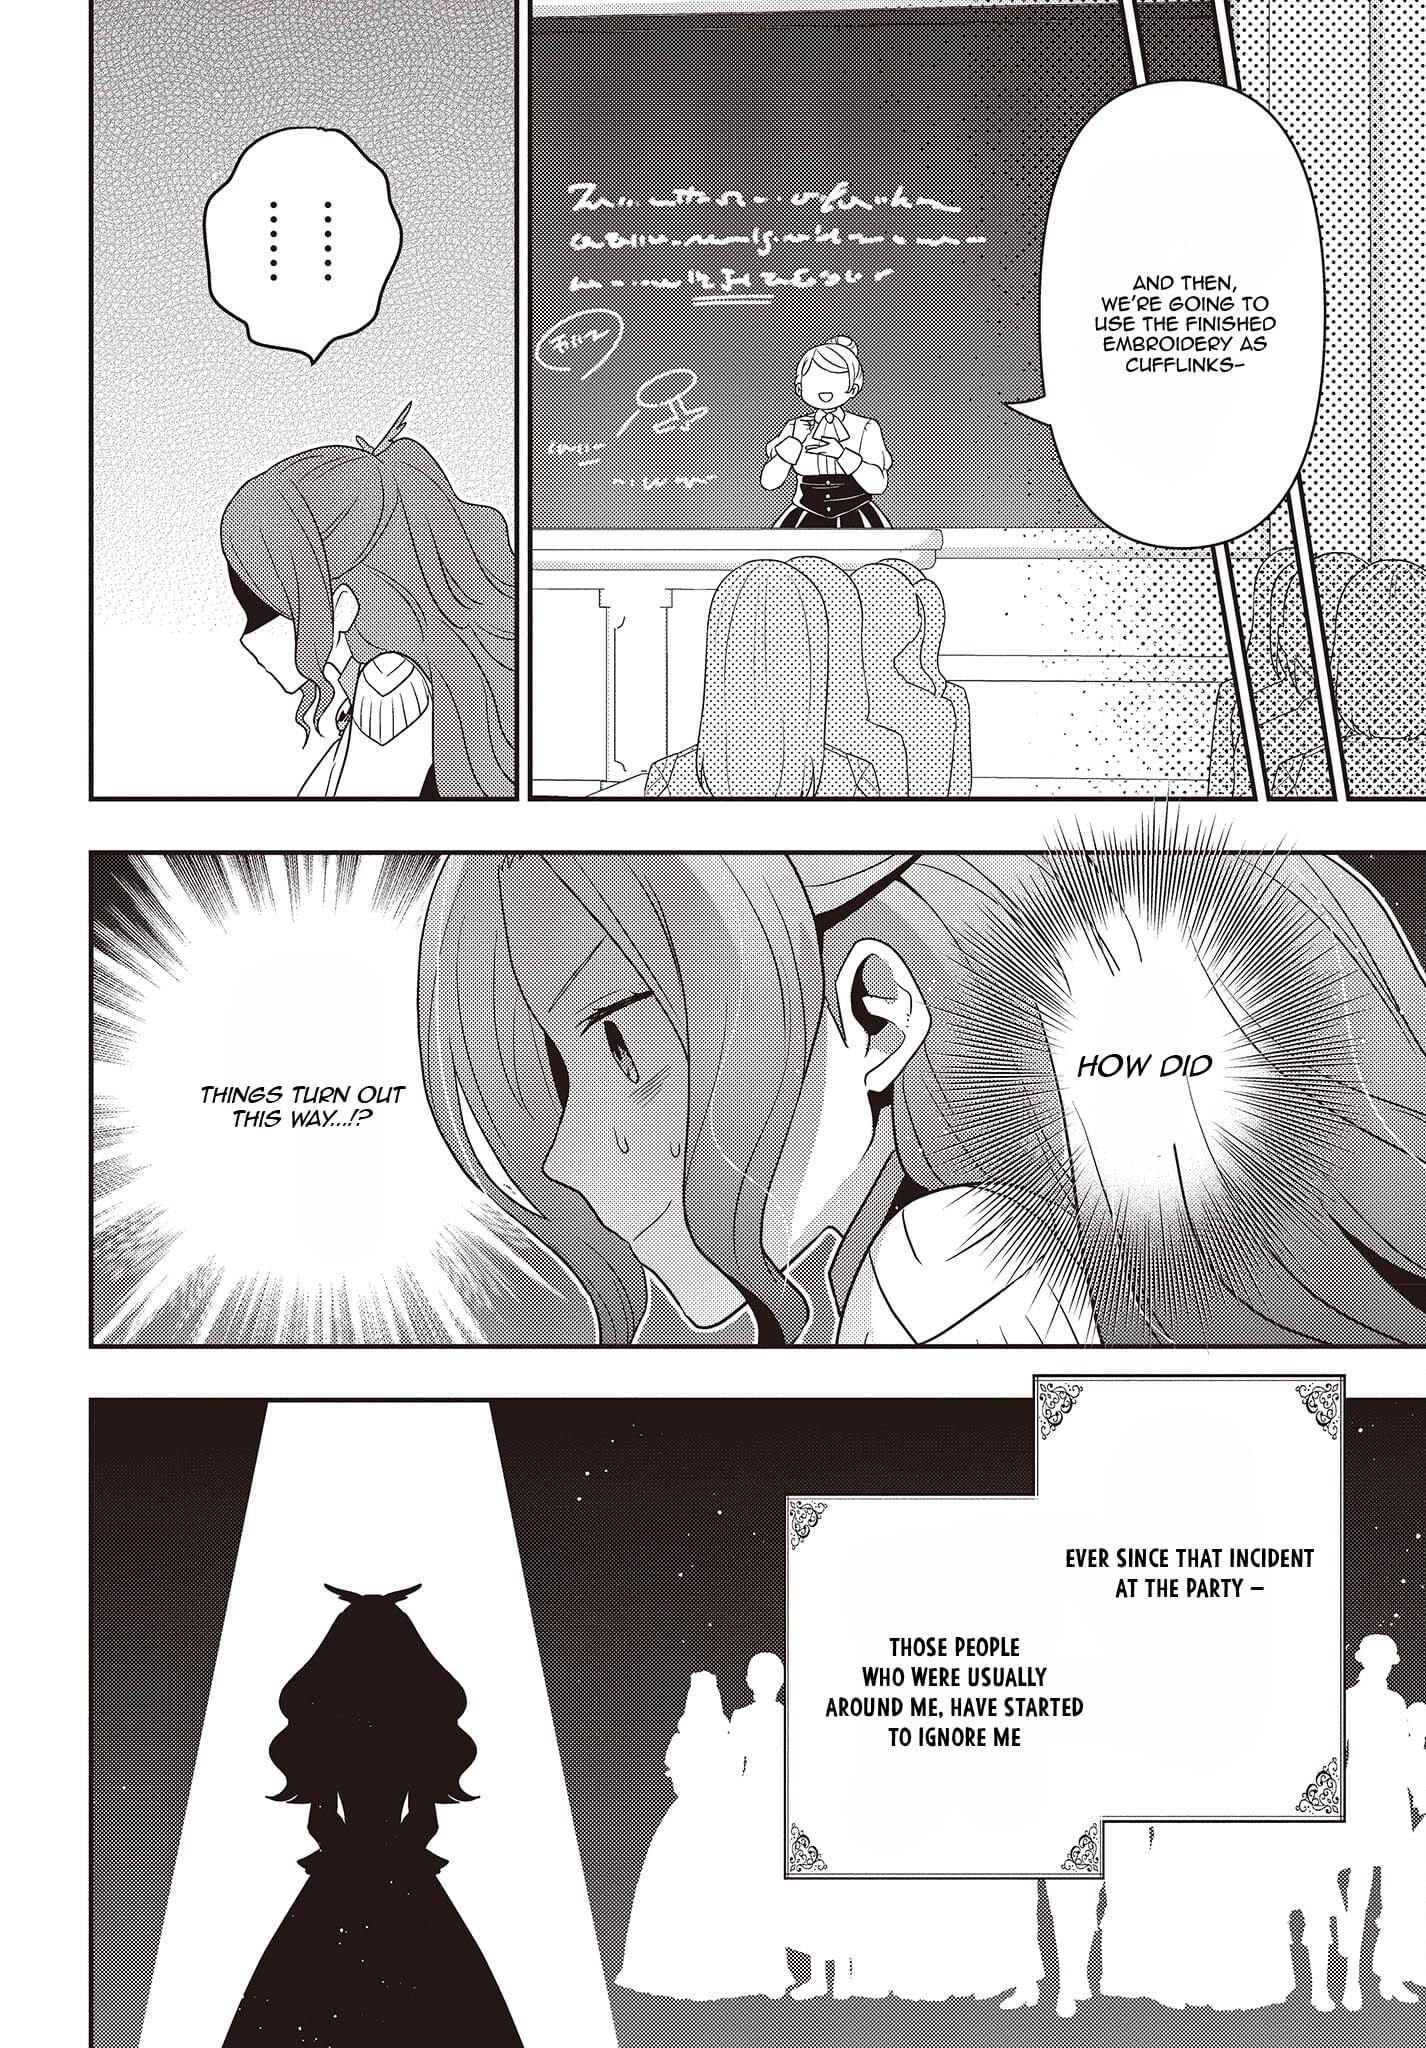 AND THEN,
WE'RE GOING TO
USE THE FINISHED
EMBROIDERY AS
CUFFLINKS-
.......
.......
HOW DID
THINGS TURN OUT
THIS WAY...!?
EVER SINCE THAT INCIDENT
AT THE PARTY –
THOSE PEOPLE
WHO WERE USUALLY
AROUND ME, HAVE STARTED
TO IGNORE ME